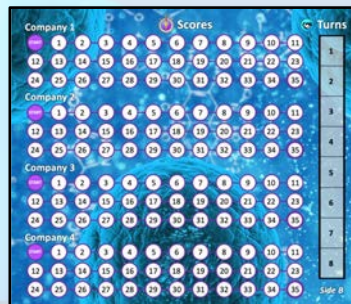 Company 1 Scores Turns
START 1 2 3 4 5 6 7 8 9 10 11
12 13 14 15 16 17 18 19 20 21 22 23
24 25 26 27 28 29 30 31 32 33 34 35
Company 2
START 1 2 3 4 5 6 7 8 9 10 11
12 13 14 15 16 17 18 19 20 21 22 23
24 25 26 27 28 29 30 31 32 33 34 35
Company 3
START 1 2 3 4 5 6 7 8 9 10 11
12 13 14 15 16 17 18 19 20 21 22 23
24 25 26 27 28 29 30 31 32 33 34 35
Company 4
START 1 2 3 4 5 6 7 8 9 10 11
12 13 14 15 16 17 18 19 20 21 22 23
24 25 26 27 28 29 30 31 32 33 34 35
1
2
3
4
5
6
7
8
Side B